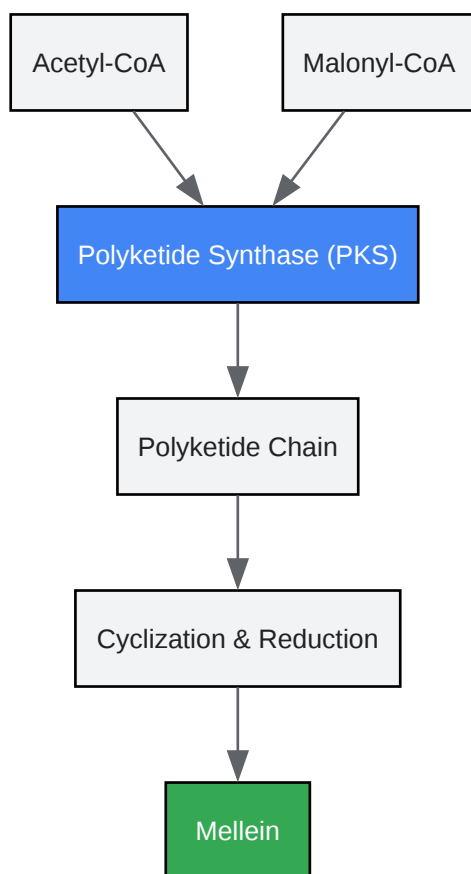 Acetyl-CoA
Malonyl-CoA
Polyketide Synthase (PKS)
Polyketide Chain
Cyclization & Reduction
Mellein